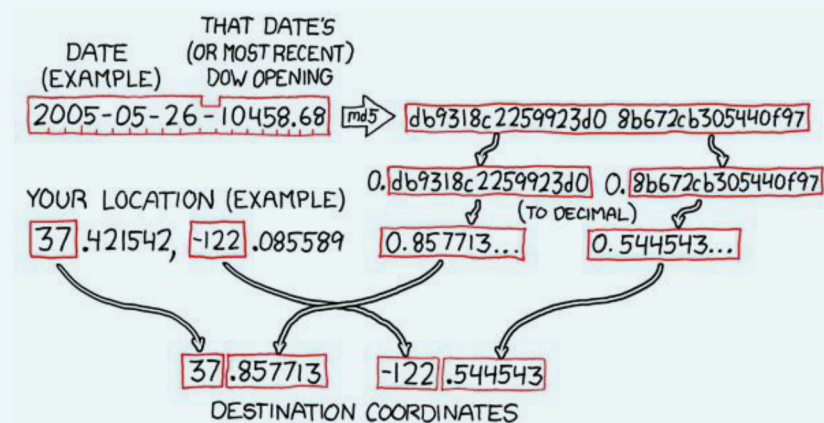 DATE
(EXAMPLE)
THAT DATE'S
(OR MOST RECENT)
DOW OPENING
2005-05-26-10458.68
md5
db9318c2259923d0 8b672cb305440f97
0.db9318c2259923d0
0.8b672cb305440f97
(TO DECIMAL)
0.857713...
0.544543...
YOUR LOCATION (EXAMPLE)
37.421542, -122.085589
37.857713
-122.544543
DESTINATION COORDINATES